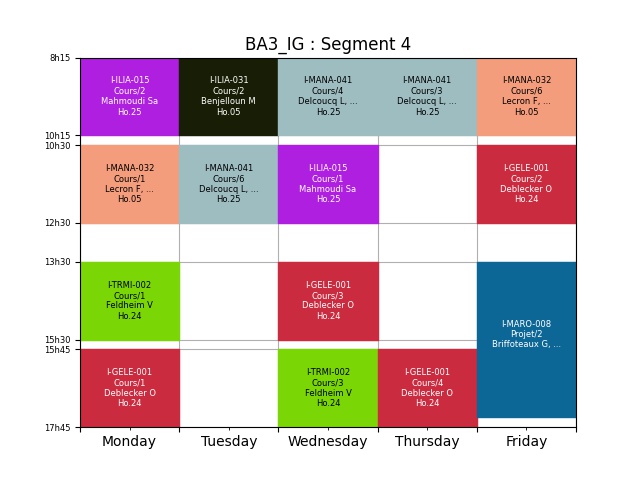 BA3_IG : Segment 4
8h15
I-ILIA-015
Cours/2
Mahmoudi Sa
Ho.25
I-ILIA-031
Cours/2
Benjelloun M
Ho.05
I-MANA-041
Cours/4
Delcoucq L, ...
Ho.25
I-MANA-041
Cours/3
Delcoucq L, ...
Ho.25
I-MANA-032
Cours/6
Lecron F, ...
Ho.05
10h15
10h30
I-MANA-032
Cours/1
Lecron F, ...
Ho.05
I-MANA-041
Cours/6
Delcoucq L, ...
Ho.25
I-ILIA-015
Cours/1
Mahmoudi Sa
Ho.25
I-GELE-001
Cours/2
Deblecker O
Ho.24
12h30
13h30
I-TRMI-002
Cours/1
Feldheim V
Ho.24
I-GELE-001
Cours/3
Deblecker O
Ho.24
I-MARO-008
Projet/2
Briffoteaux G, ...
15h30
15h45
I-GELE-001
Cours/1
Deblecker O
Ho.24
I-TRMI-002
Cours/3
Feldheim V
Ho.24
I-GELE-001
Cours/4
Deblecker O
Ho.24
17h45
Monday
Tuesday
Wednesday
Thursday
Friday